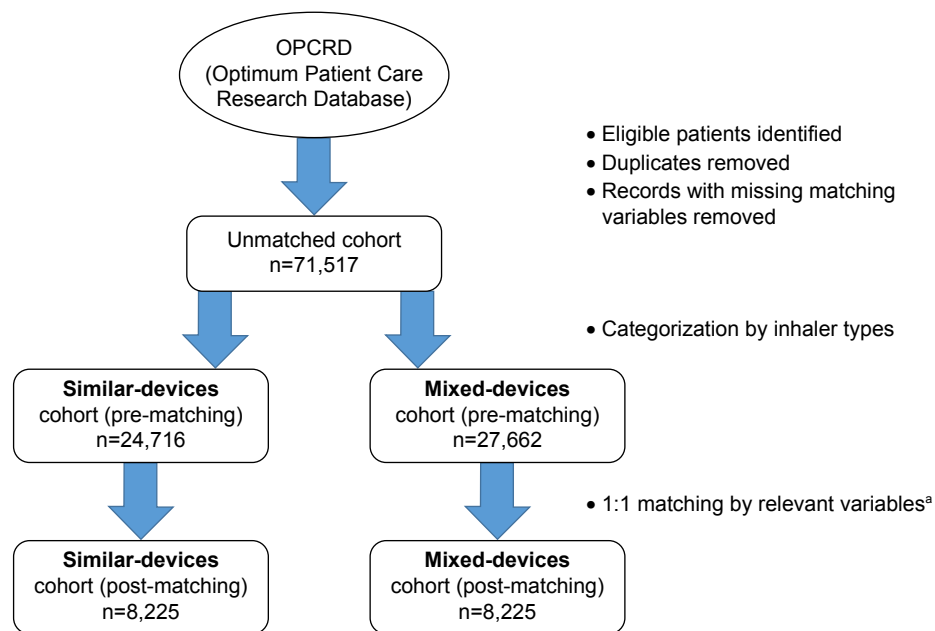 OPCRD
(Optimum Patient Care
Research Database)
• Eligible patients identified
• Duplicates removed
• Records with missing matching
variables removed
Unmatched cohort
n=71,517
• Categorization by inhaler types
Similar-devices
cohort (pre-matching)
n=24,716
Mixed-devices
cohort (pre-matching)
n=27,662
• 1:1 matching by relevant variablesᵃ
Similar-devices
cohort (post-matching)
n=8,225
Mixed-devices
cohort (post-matching)
n=8,225